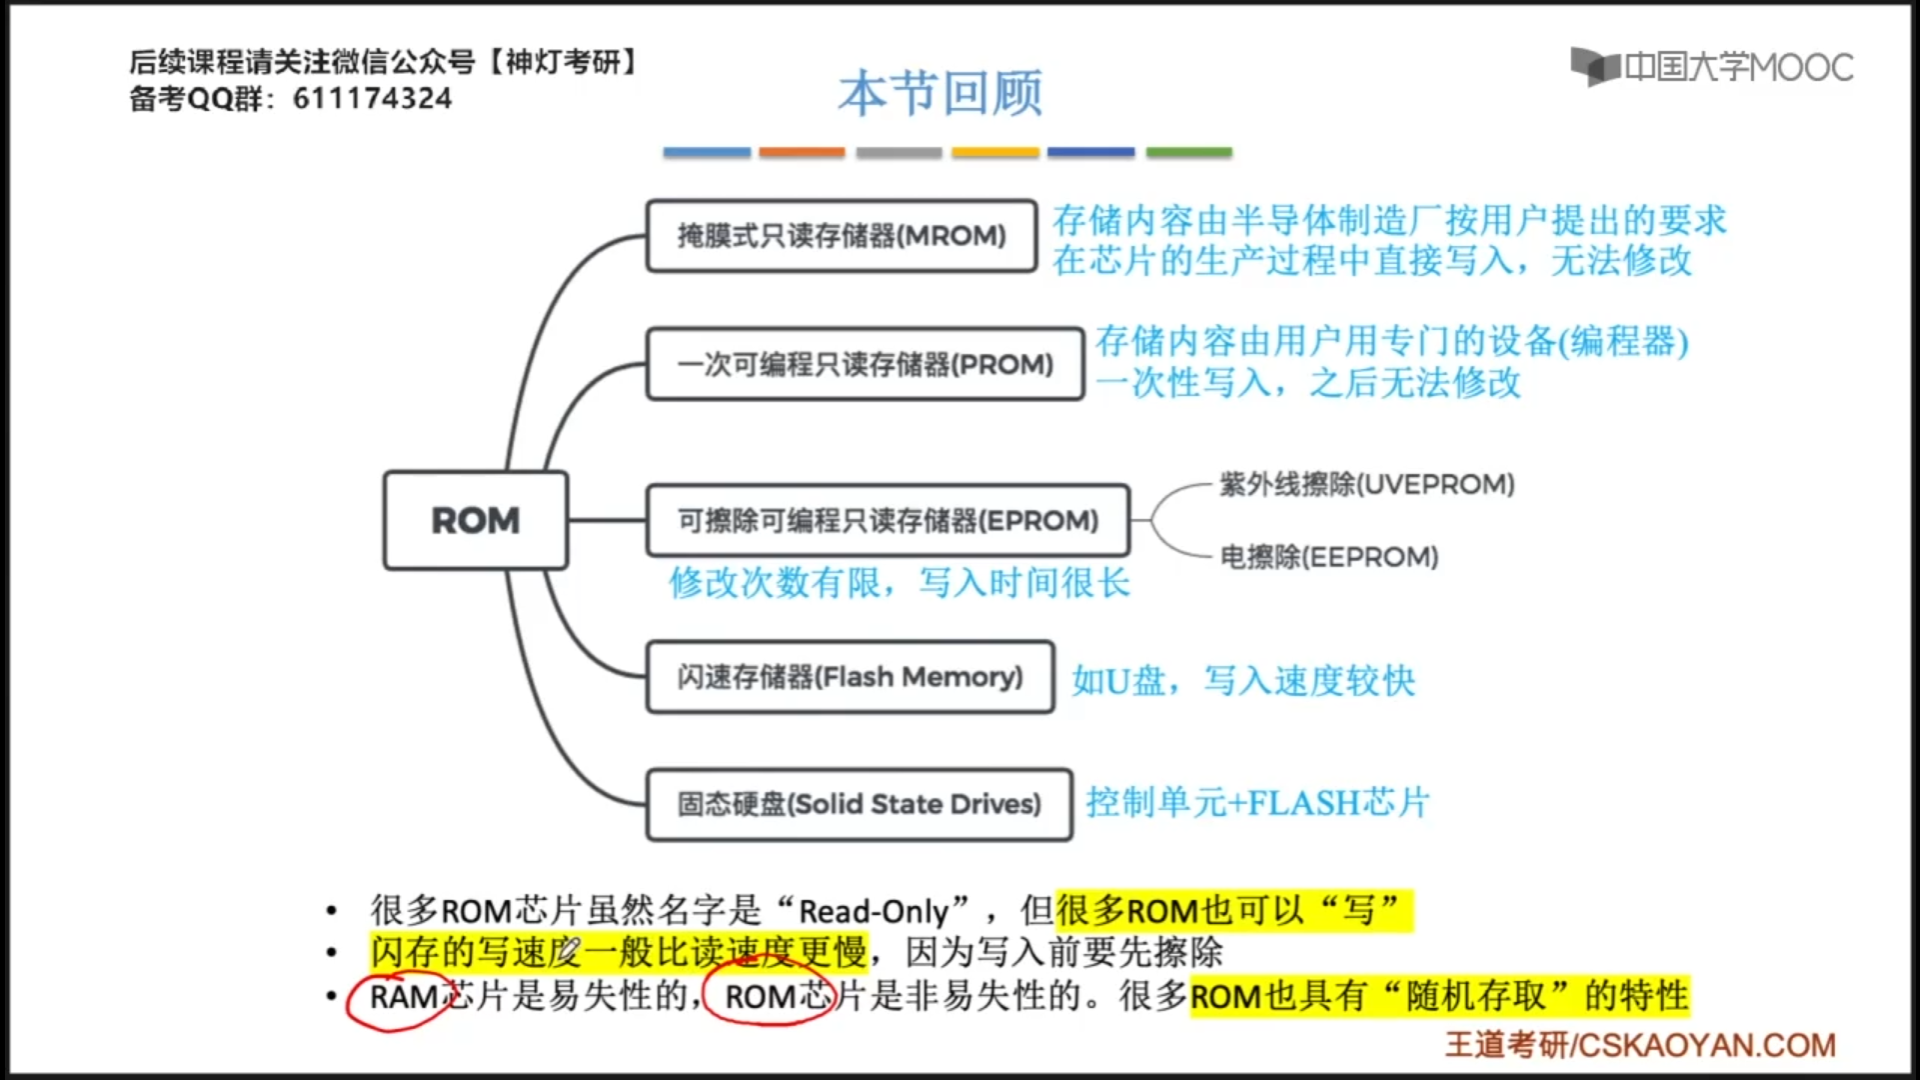 后续课程请关注微信公众号【神灯考研】
备考QQ群：611174324
中国大学MOOC
本节回顾
掩膜式只读存储器(MROM)
存储内容由半导体制造厂按用户提出的要求
在芯片的生产过程中直接写入，无法修改
一次可编程只读存储器(PROM)
存储内容由用户用专门的设备(编程器)
一次性写入，之后无法修改
ROM
可擦除可编程只读存储器(EPROM)
紫外线擦除(UVEPROM)
电擦除(EEPROM)
修改次数有限，写入时间很长
闪速存储器(Flash Memory)
如U盘，写入速度较快
固态硬盘(Solid State Drives)
控制单元+FLASH芯片
• 很多ROM芯片虽然名字是“Read-Only”，但很多ROM也可以“写”
• 闪存的写速度一般比读速度更慢，因为写入前要先擦除
• RAM芯片是易失性的，ROM芯片是非易失性的。很多ROM也具有“随机存取”的特性
王道考研/CSKAOYAN.COM